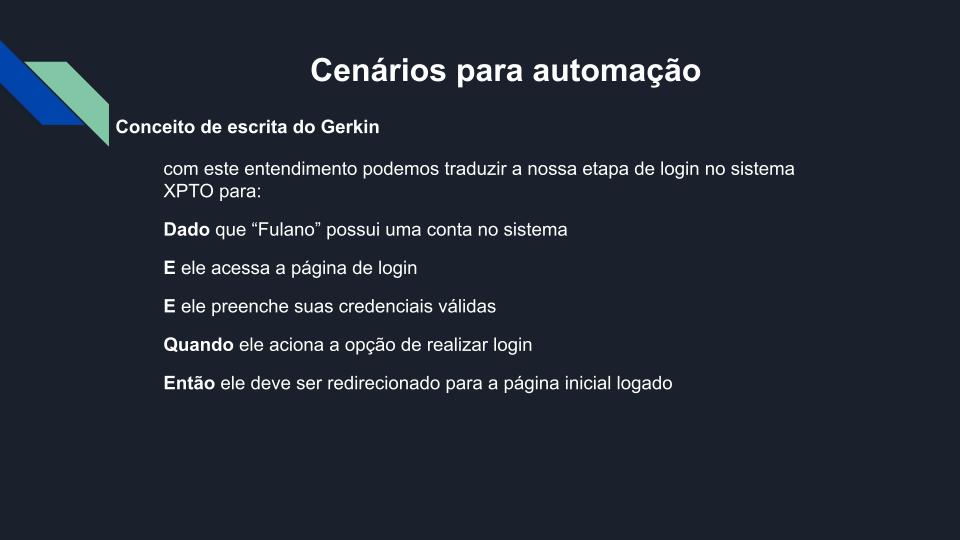 Cenários para automação
Conceito de escrita do Gerkin
com este entendimento podemos traduzir a nossa etapa de login no sistema
XPTO para:
Dado que “Fulano” possui uma conta no sistema
E ele acessa a página de login
E ele preenche suas credenciais válidas
Quando ele aciona a opção de realizar login
Então ele deve ser redirecionado para a página inicial logado